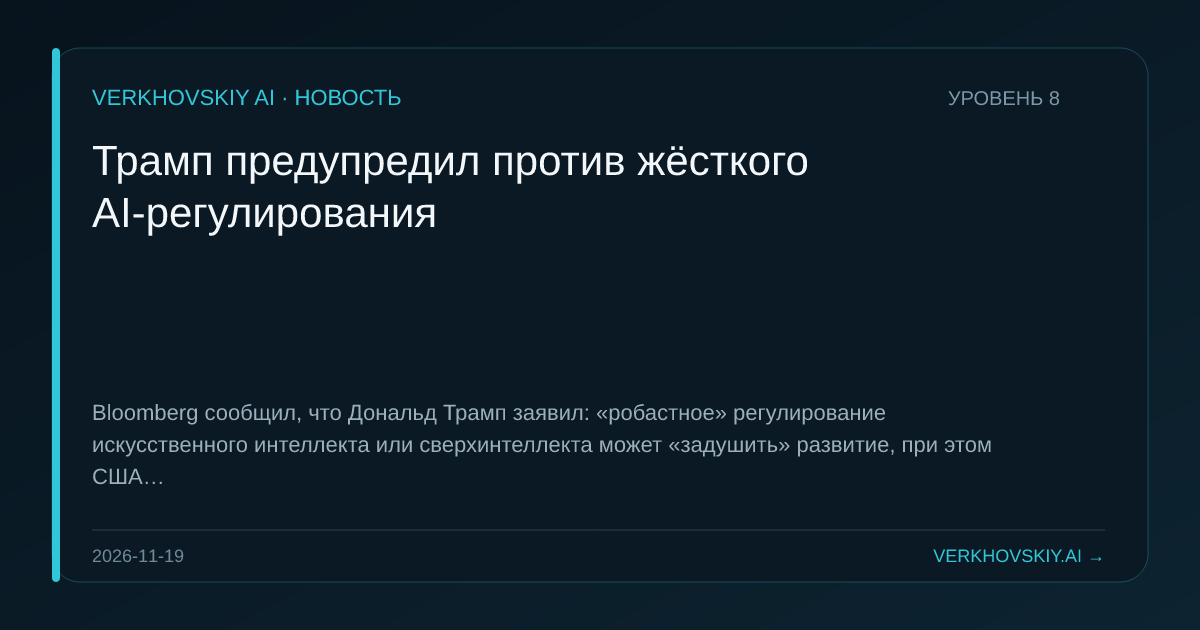 VERKHOVSKIY AI · НОВОСТЬ
УРОВЕНЬ 8
Трамп предупредил против жёсткого
AI-регулирования
Bloomberg сообщил, что Дональд Трамп заявил: «робастное» регулирование
искусственного интеллекта или сверхинтеллекта может «задушить» развитие, при этом
США…
2026-11-19
VERKHOVSKIY.AI →